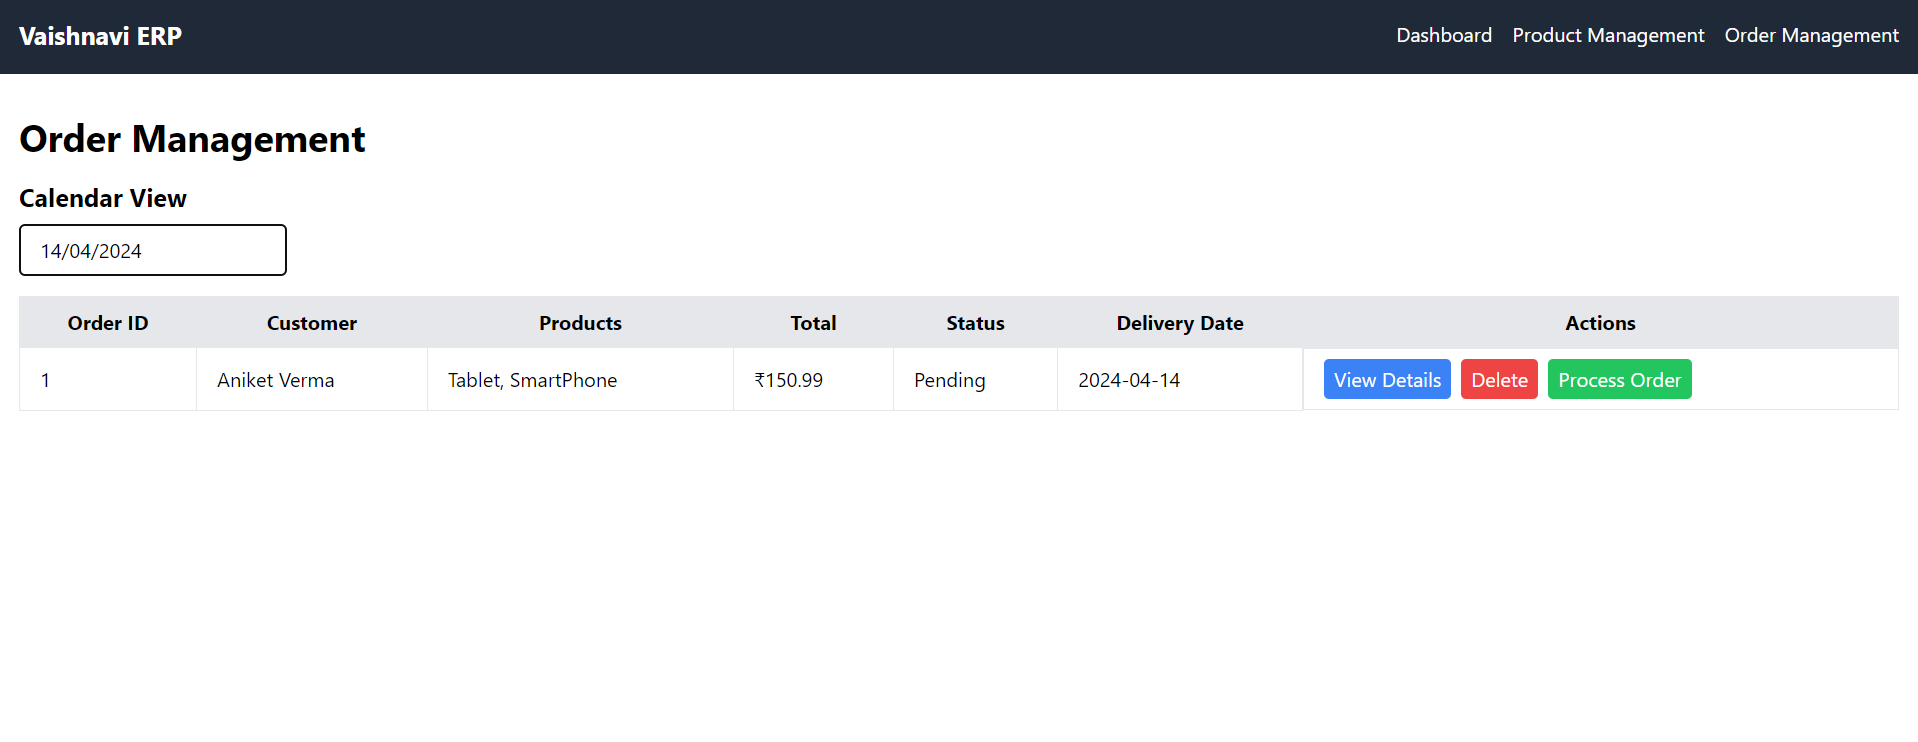 Vaishnavi ERP Dashboard Product Management Order Management
Order Management
Calendar View
14/04/2024
Order ID Customer Products Total Status Delivery Date Actions
1 Aniket Verma Tablet, SmartPhone ₹150.99 Pending 2024-04-14 View Details Delete Process Order